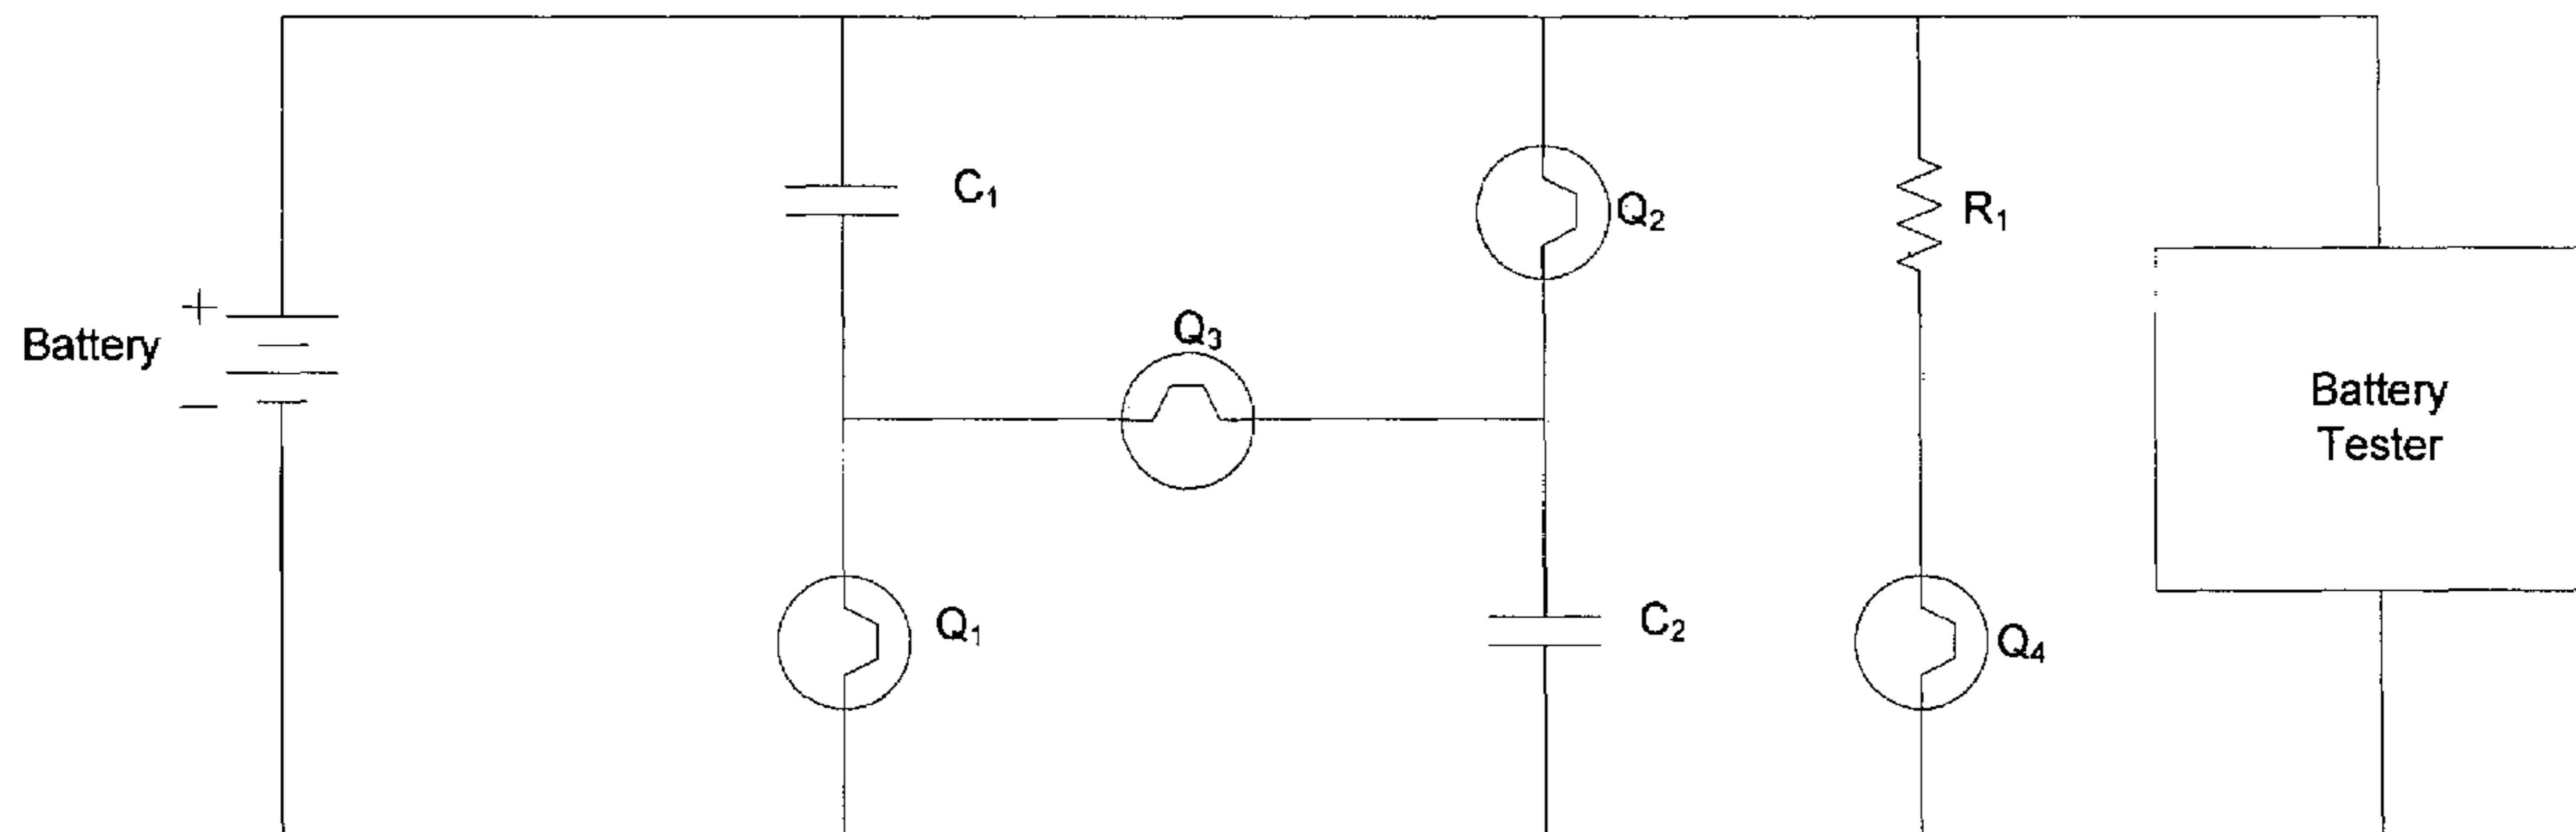 C₁
Q₂
R₁
+
Battery
−
Q₃
Battery
Tester
Q₁
C₂
Q₄